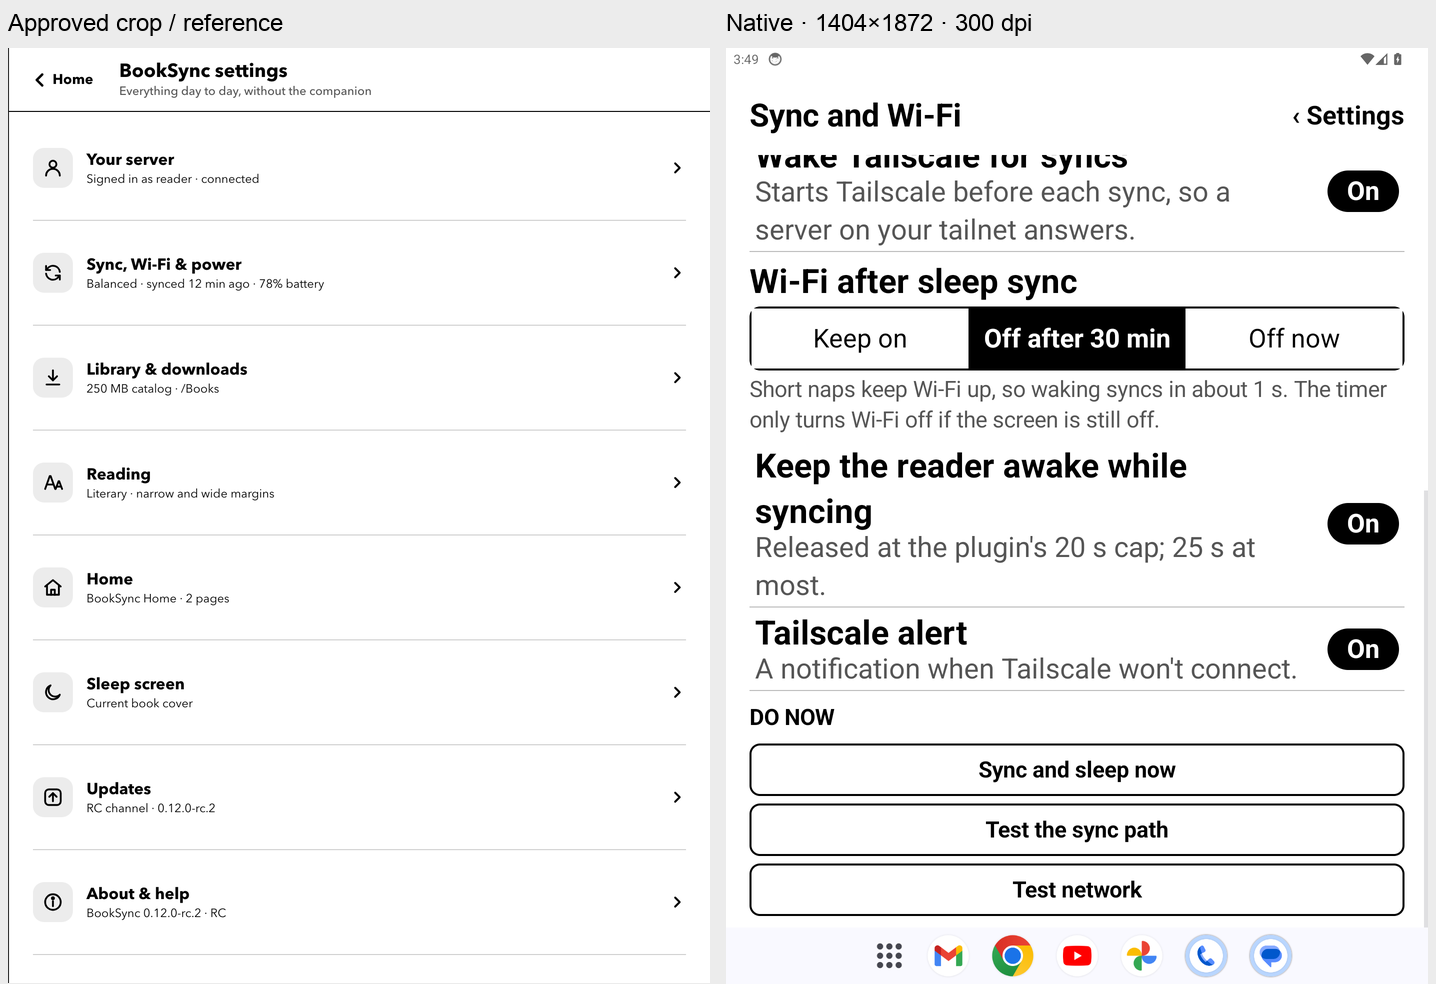 Approved crop / reference
Home
BookSync settings
Everything day to day, without the companion
Your server
Signed in as reader · connected
Sync, Wi-Fi & power
Balanced · synced 12 min ago · 78% battery
Library & downloads
250 MB catalog · /Books
AA
Reading
Literary · narrow and wide margins
Home
BookSync Home · 2 pages
Sleep screen
Current book cover
Updates
RC channel · 0.12.0-rc.2
About & help
BookSync 0.12.0-rc.2 · RC
Native · 1404×1872 · 300 dpi
3:49
Sync and Wi-Fi
‹ Settings
Wake Tailscale for syncs
Starts Tailscale before each sync, so a
server on your tailnet answers.
On
Wi-Fi after sleep sync
Keep on
Off after 30 min
Off now
Short naps keep Wi-Fi up, so waking syncs in about 1 s. The timer
only turns Wi-Fi off if the screen is still off.
Keep the reader awake while
syncing
Released at the plugin's 20 s cap; 25 s at
most.
On
Tailscale alert
A notification when Tailscale won't connect.
On
DO NOW
Sync and sleep now
Test the sync path
Test network